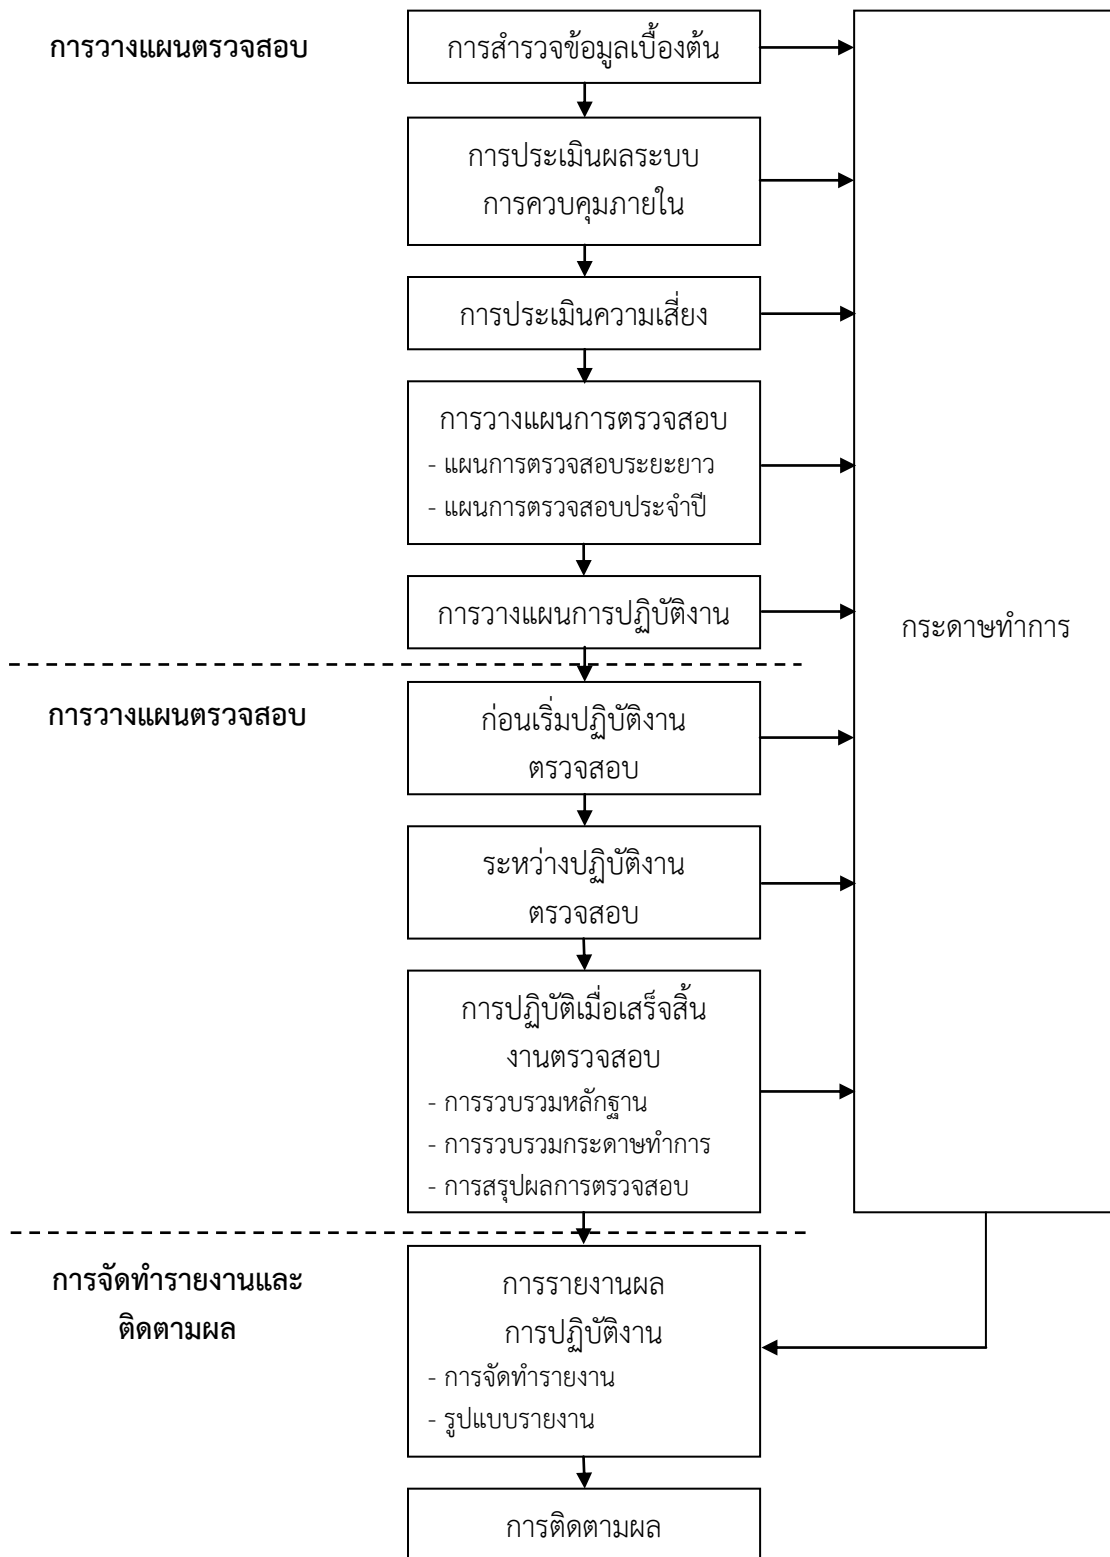 การวางแผนตรวจสอบ
การสำรวจข้อมูลเบื้องต้น
การประเมินผลระบบ
การควบคุมภายใน
การประเมินความเสี่ยง
การวางแผนการตรวจสอบ
- แผนการตรวจสอบระยะยาว
- แผนการตรวจสอบประจำปี
การวางแผนการปฏิบัติงาน
กระดาษทำการ
การวางแผนตรวจสอบ
ก่อนเริ่มปฏิบัติงาน
ตรวจสอบ
ระหว่างปฏิบัติงาน
ตรวจสอบ
การปฏิบัติเมื่อเสร็จสิ้น
งานตรวจสอบ
- การรวบรวมหลักฐาน
- การรวบรวมกระดาษทำการ
- การสรุปผลการตรวจสอบ
การจัดทำรายงานและ
ติดตามผล
การรายงานผล
การปฏิบัติงาน
- การจัดทำรายงาน
- รูปแบบรายงาน
การติดตามผล